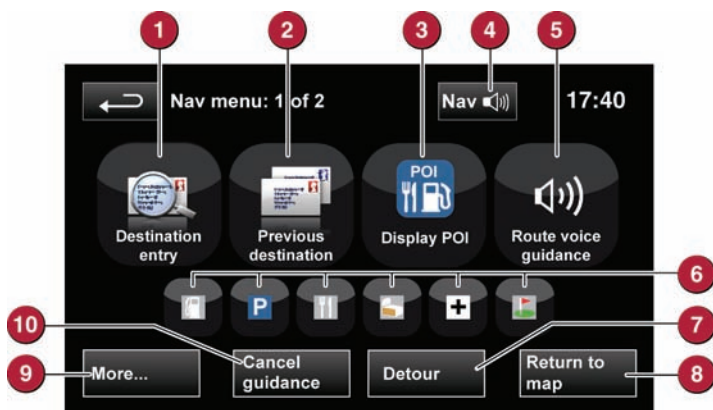 1 2 3 4 5
Nav menu: 1 of 2 Nav 17:40
POI
Destination entry
Previous destination
Display POI
Route voice guidance
P
6
10
7
9
More...
Cancel guidance
Detour
Return to map
8